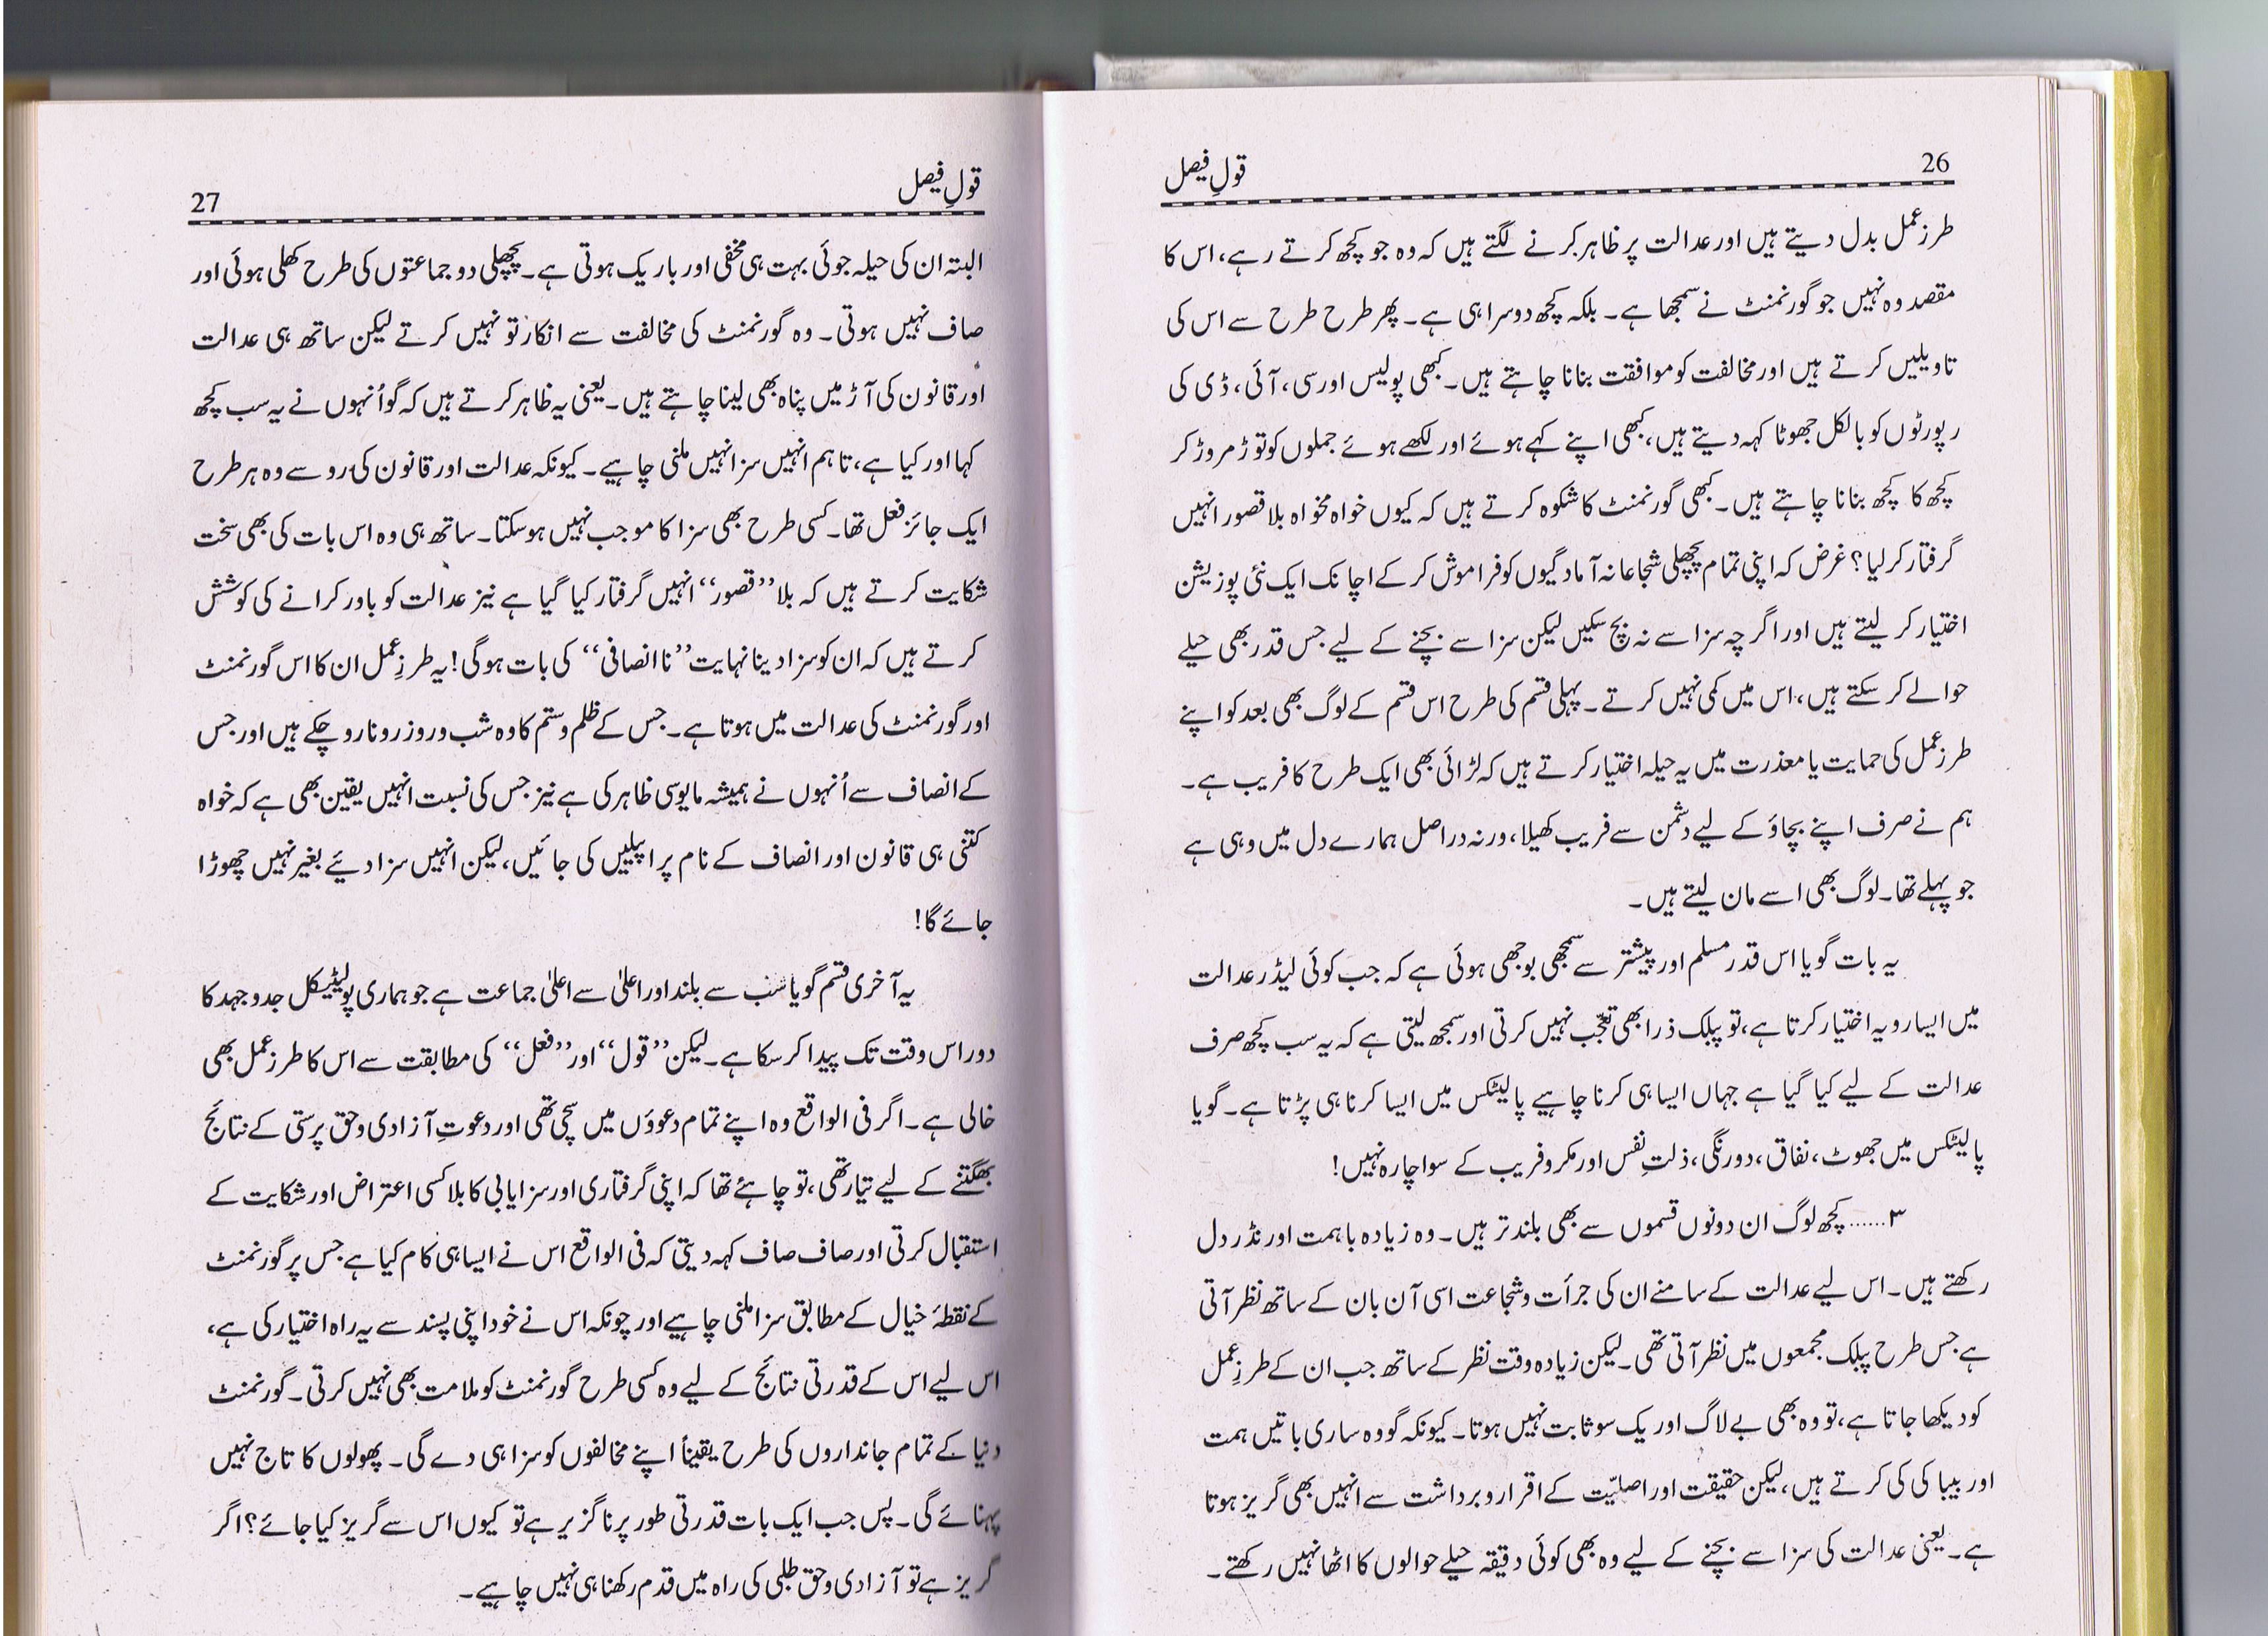 26
قولِ فیصل
طرز عمل بدل دیتے ہیں اور عدالت پر ظاہر کرنے لگتے ہیں کہ وہ جو کچھ کرتے رہے، اس کا
مقصد وہ نہیں جو گورنمنٹ نے سمجھا ہے۔ بلکہ کچھ دوسرا ہی ہے۔ پھر طرح طرح سے اس کی
تاویلیں کرتے ہیں اور مخالفت کو موافقت بنانا چاہتے ہیں۔ کبھی پولیس اور سی، آئی، ڈی کی
رپورٹوں کو بالکل جھوٹا کہہ دیتے ہیں، کبھی اپنے کہے ہوئے اور لکھے ہوئے جملوں کو توڑ مروڑ کر
کچھ کا کچھ بنانا چاہتے ہیں۔ کبھی گورنمنٹ کا شکوہ کرتے ہیں کہ کیوں خواہ مخواہ بلا قصور انہیں
گرفتار کر لیا؟ غرض کہ اپنی تمام پچھلی شجاعانہ آمادگیوں کو فراموش کر کے اچانک ایک نئی پوزیشن
اختیار کر لیتے ہیں اور اگر چہ سزا سے نہ بچ سکیں لیکن سزا سے بچنے کے لیے جس قدر بھی حیلے
حوالے کر سکتے ہیں، اس میں کمی نہیں کرتے۔ پہلی قسم کی طرح اس قسم کے لوگ بھی بعد کو اپنے
طرز عمل کی حمایت یا معذرت میں یہ حیلہ اختیار کرتے ہیں کہ لڑائی بھی ایک طرح کا فریب ہے۔
ہم نے صرف اپنے بچاؤ کے لیے دشمن سے فریب کھیلا، ورنہ دراصل ہمارے دل میں وہی ہے
جو پہلے تھا۔ لوگ بھی اسے مان لیتے ہیں۔
یہ بات گویا اس قدر مسلم اور پیشتر سے سمجھی بوجھی ہوئی ہے کہ جب کوئی لیڈر عدالت
میں ایسا رویہ اختیار کرتا ہے، تو پبلک ذرا بھی تعجّب نہیں کرتی اور سمجھ لیتی ہے کہ یہ سب کچھ صرف
عدالت کے لیے کیا گیا ہے جہاں ایسا ہی کرنا چاہیے پالیٹکس میں ایسا کرنا ہی پڑتا ہے۔ گویا
پالیٹکس میں جھوٹ، نفاق، دورنگی، ذلتِ نفس اور مکر و فریب کے سوا چارہ نہیں!
۳...... کچھ لوگ ان دونوں قسموں سے بھی بلند تر ہیں۔ وہ زیادہ باہمت اور نڈر دل
رکھتے ہیں۔ اس لیے عدالت کے سامنے ان کی جرأت و شجاعت اسی آن بان کے ساتھ نظر آتی
ہے جس طرح پبلک مجمعوں میں نظر آتی تھی۔ لیکن زیادہ وقت نظر کے ساتھ جب ان کے طرزِ عمل
کو دیکھا جاتا ہے، تو وہ بھی بے لاگ اور یک سو ثابت نہیں ہوتا۔ کیونکہ گو وہ ساری باتیں ہمت
اور بیباکی کی کرتے ہیں، لیکن حقیقت اور اصلیّت کے اقرار و برداشت سے انہیں بھی گریز ہوتا
ہے۔ یعنی عدالت کی سزا سے بچنے کے لیے وہ بھی کوئی دقیقہ حیلے حوالوں کا اٹھا نہیں رکھتے۔
قولِ فیصل
27
البتہ ان کی حیلہ جوئی بہت ہی مخفی اور باریک ہوتی ہے۔ پچھلی دو جماعتوں کی طرح کھلی ہوئی اور
صاف نہیں ہوتی۔ وہ گورنمنٹ کی مخالفت سے انکار تو نہیں کرتے لیکن ساتھ ہی عدالت
اور قانون کی آڑ میں پناہ بھی لینا چاہتے ہیں۔ یعنی یہ ظاہر کرتے ہیں کہ گو اُنہوں نے یہ سب کچھ
کہا اور کیا ہے، تاہم انہیں سزا نہیں ملنی چاہیے۔ کیونکہ عدالت اور قانون کی رو سے وہ ہر طرح
ایک جائز فعل تھا۔ کسی طرح بھی سزا کا موجب نہیں ہوسکتا۔ ساتھ ہی وہ اس بات کی بھی سخت
شکایت کرتے ہیں کہ بلا ”قصور“ انہیں گرفتار کیا گیا ہے نیز عدالت کو باور کرانے کی کوشش
کرتے ہیں کہ ان کو سزا دینا نہایت ”نا انصافی“ کی بات ہوگی! یہ طرزِ عمل ان کا اس گورنمنٹ
اور گورنمنٹ کی عدالت میں ہوتا ہے۔ جس کے ظلم و ستم کا وہ شب و روز رونا رو چکے ہیں اور جس
کے انصاف سے اُنہوں نے ہمیشہ مایوسی ظاہر کی ہے نیز جس کی نسبت انہیں یقین بھی ہے کہ خواہ
کتنی ہی قانون اور انصاف کے نام پر اپیلیں کی جائیں، لیکن انہیں سزا دئیے بغیر نہیں چھوڑا
جائے گا!
یہ آخری قسم گویا سب سے بلند اور اعلیٰ سے اعلیٰ جماعت ہے جو ہماری پولیٹیکل جدوجہد کا
دور اس وقت تک پیدا کر سکا ہے۔ لیکن ”قول“ اور ”فعل“ کی مطابقت سے اس کا طرز عمل بھی
خالی ہے۔ اگر فی الواقع وہ اپنے تمام دعوؤں میں سچی تھی اور دعوتِ آزادی و حق پرستی کے نتائج
بھگتنے کے لیے تیار تھی، تو چاہئے تھا کہ اپنی گرفتاری اور سزایابی کا بلا کسی اعتراض اور شکایت کے
استقبال کرتی اور صاف صاف کہہ دیتی کہ فی الواقع اس نے ایسا ہی کام کیا ہے جس پر گورنمنٹ
کے نقطۂ خیال کے مطابق سزا ملنی چاہیے اور چونکہ اس نے خود اپنی پسند سے یہ راہ اختیار کی ہے،
اس لیے اس کے قدرتی نتائج کے لیے وہ کسی طرح گورنمنٹ کو ملامت بھی نہیں کرتی۔ گورنمنٹ
دنیا کے تمام جانداروں کی طرح یقیناً اپنے مخالفوں کو سزا ہی دے گی۔ پھولوں کا تاج نہیں
پہنائے گی۔ پس جب ایک بات قدرتی طور پر ناگزیر ہے تو کیوں اس سے گریز کیا جائے؟ اگر
گریز ہے تو آزادی و حق طلبی کی راہ میں قدم رکھنا ہی نہیں چاہیے۔